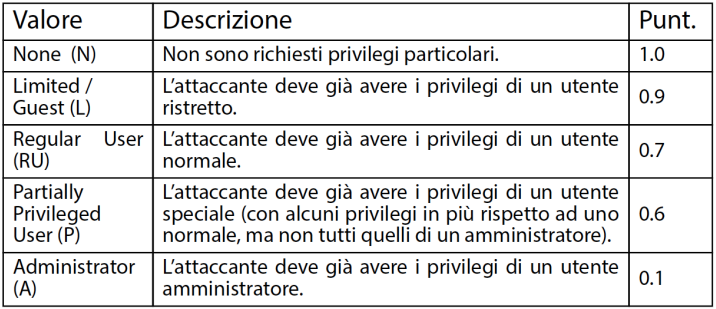 Valore Descrizione Punt.
None (N) Non sono richiesti privilegi particolari. 1.0
Limited / Guest (L) L'attaccante deve già avere i privilegi di un utente ristretto. 0.9
Regular User (RU) L'attaccante deve già avere i privilegi di un utente normale. 0.7
Partially Privileged User (P) L'attaccante deve già avere i privilegi di un utente speciale (con alcuni privilegi in più rispetto ad uno normale, ma non tutti quelli di un amministratore). 0.6
Administrator (A) L'attaccante deve già avere i privilegi di un utente amministratore. 0.1